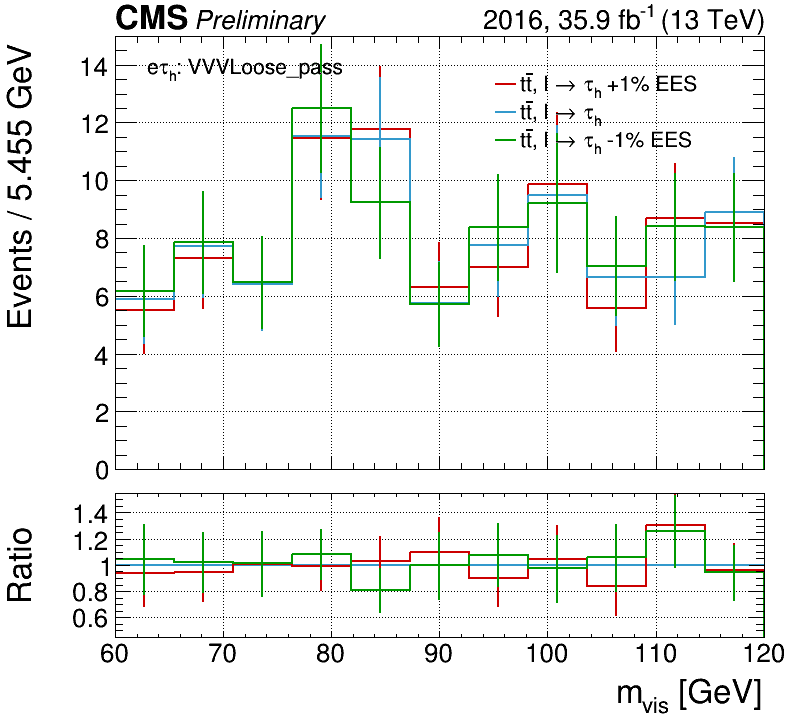 CMS Preliminary 2016, 35.9 fb⁻¹ (13 TeV)
eτₕ: VVVLoose_pass
tt̄, l → τₕ +1% EES
tt̄, l → τₕ
tt̄, l → τₕ -1% EES
Events / 5.455 GeV
14
12
10
8
6
4
2
0
Ratio
1.4
1.2
1
0.8
0.6
60 70 80 90 100 110 120
m_vis [GeV]